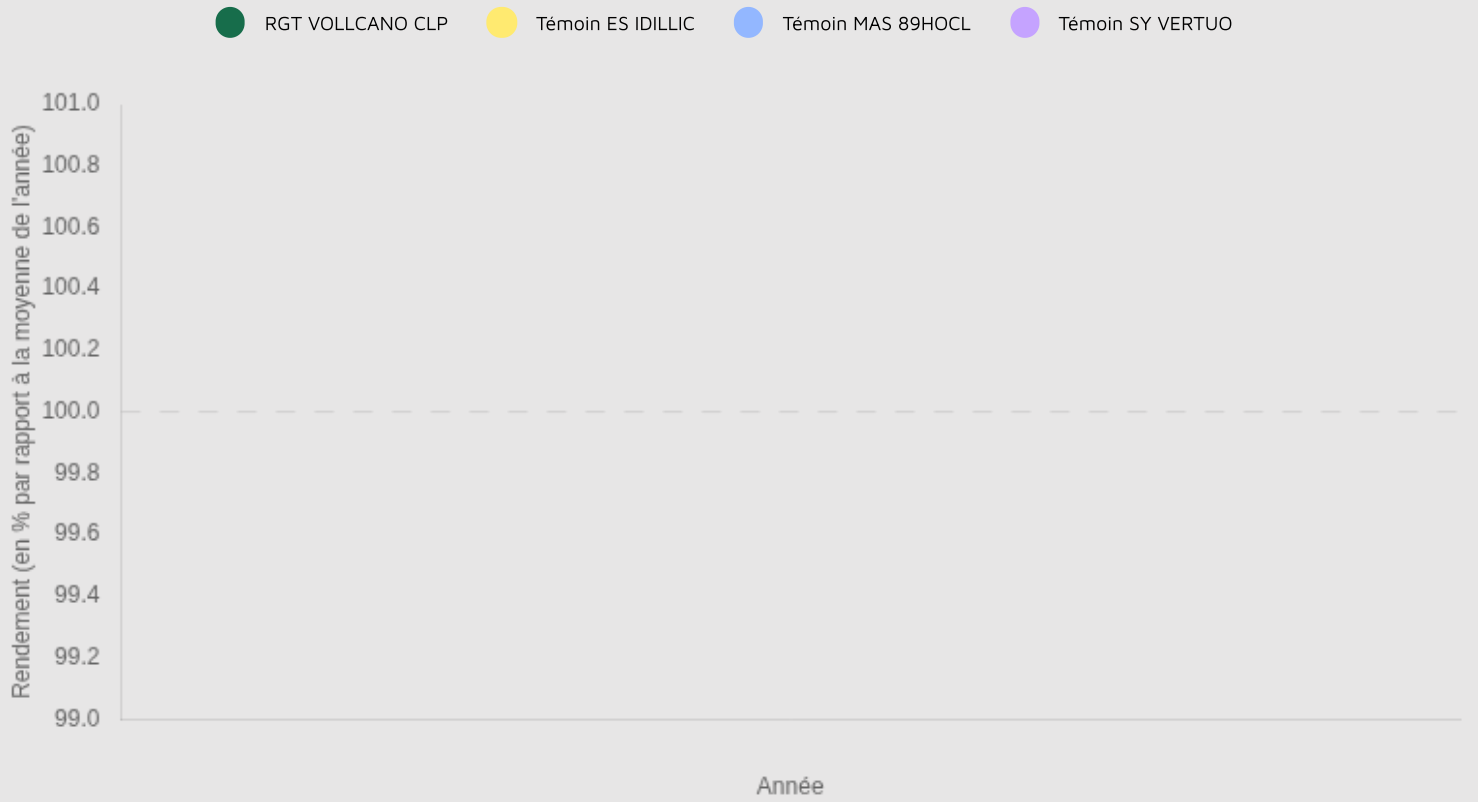 RGT VOLLCANO CLP
Témoin ES IDILLIC
Témoin MAS 89HOCL
Témoin SY VERTUO
Rendement (en % par rapport à la moyenne de l'année)
101.0
100.8
100.6
100.4
100.2
100.0
99.8
99.6
99.4
99.2
99.0
Année